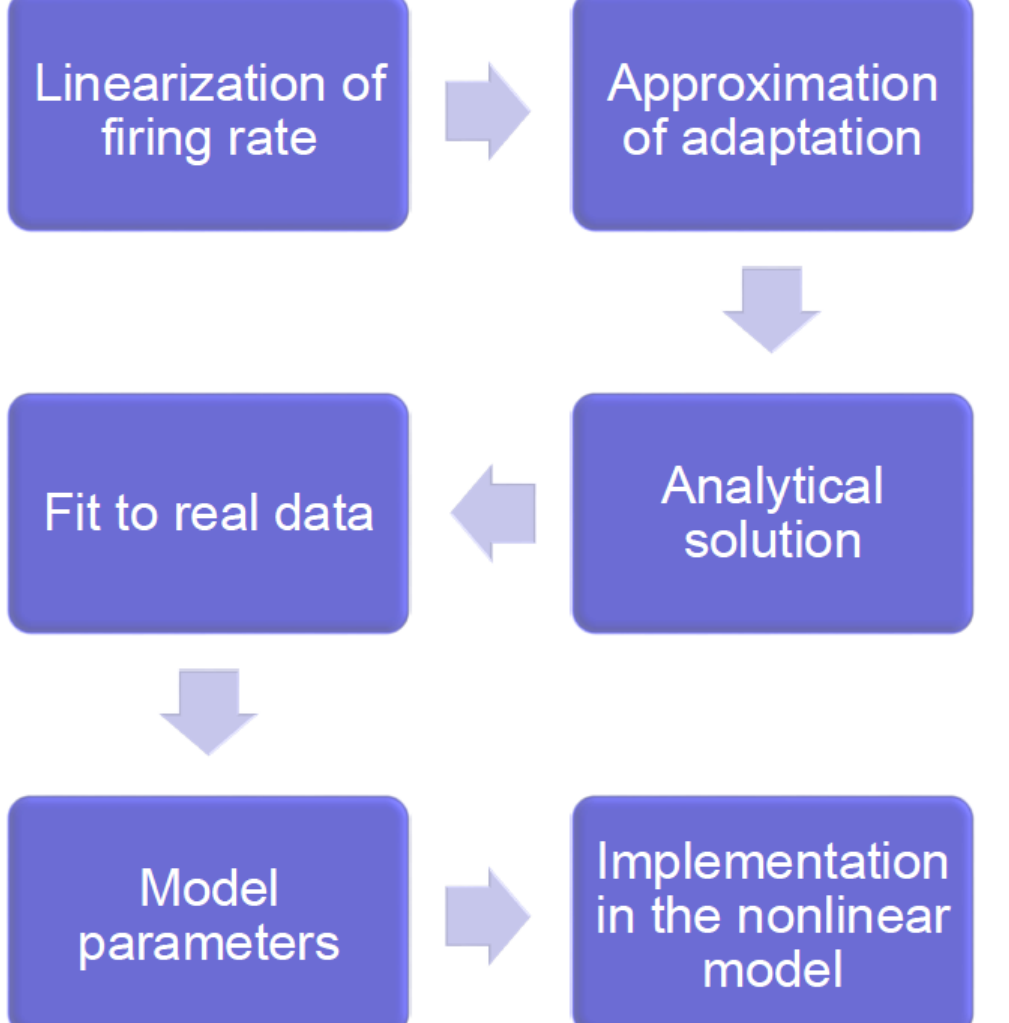 Linearization of
firing rate
Approximation
of adaptation
Analytical
solution
Fit to real data
Model
parameters
Implementation
in the nonlinear
model